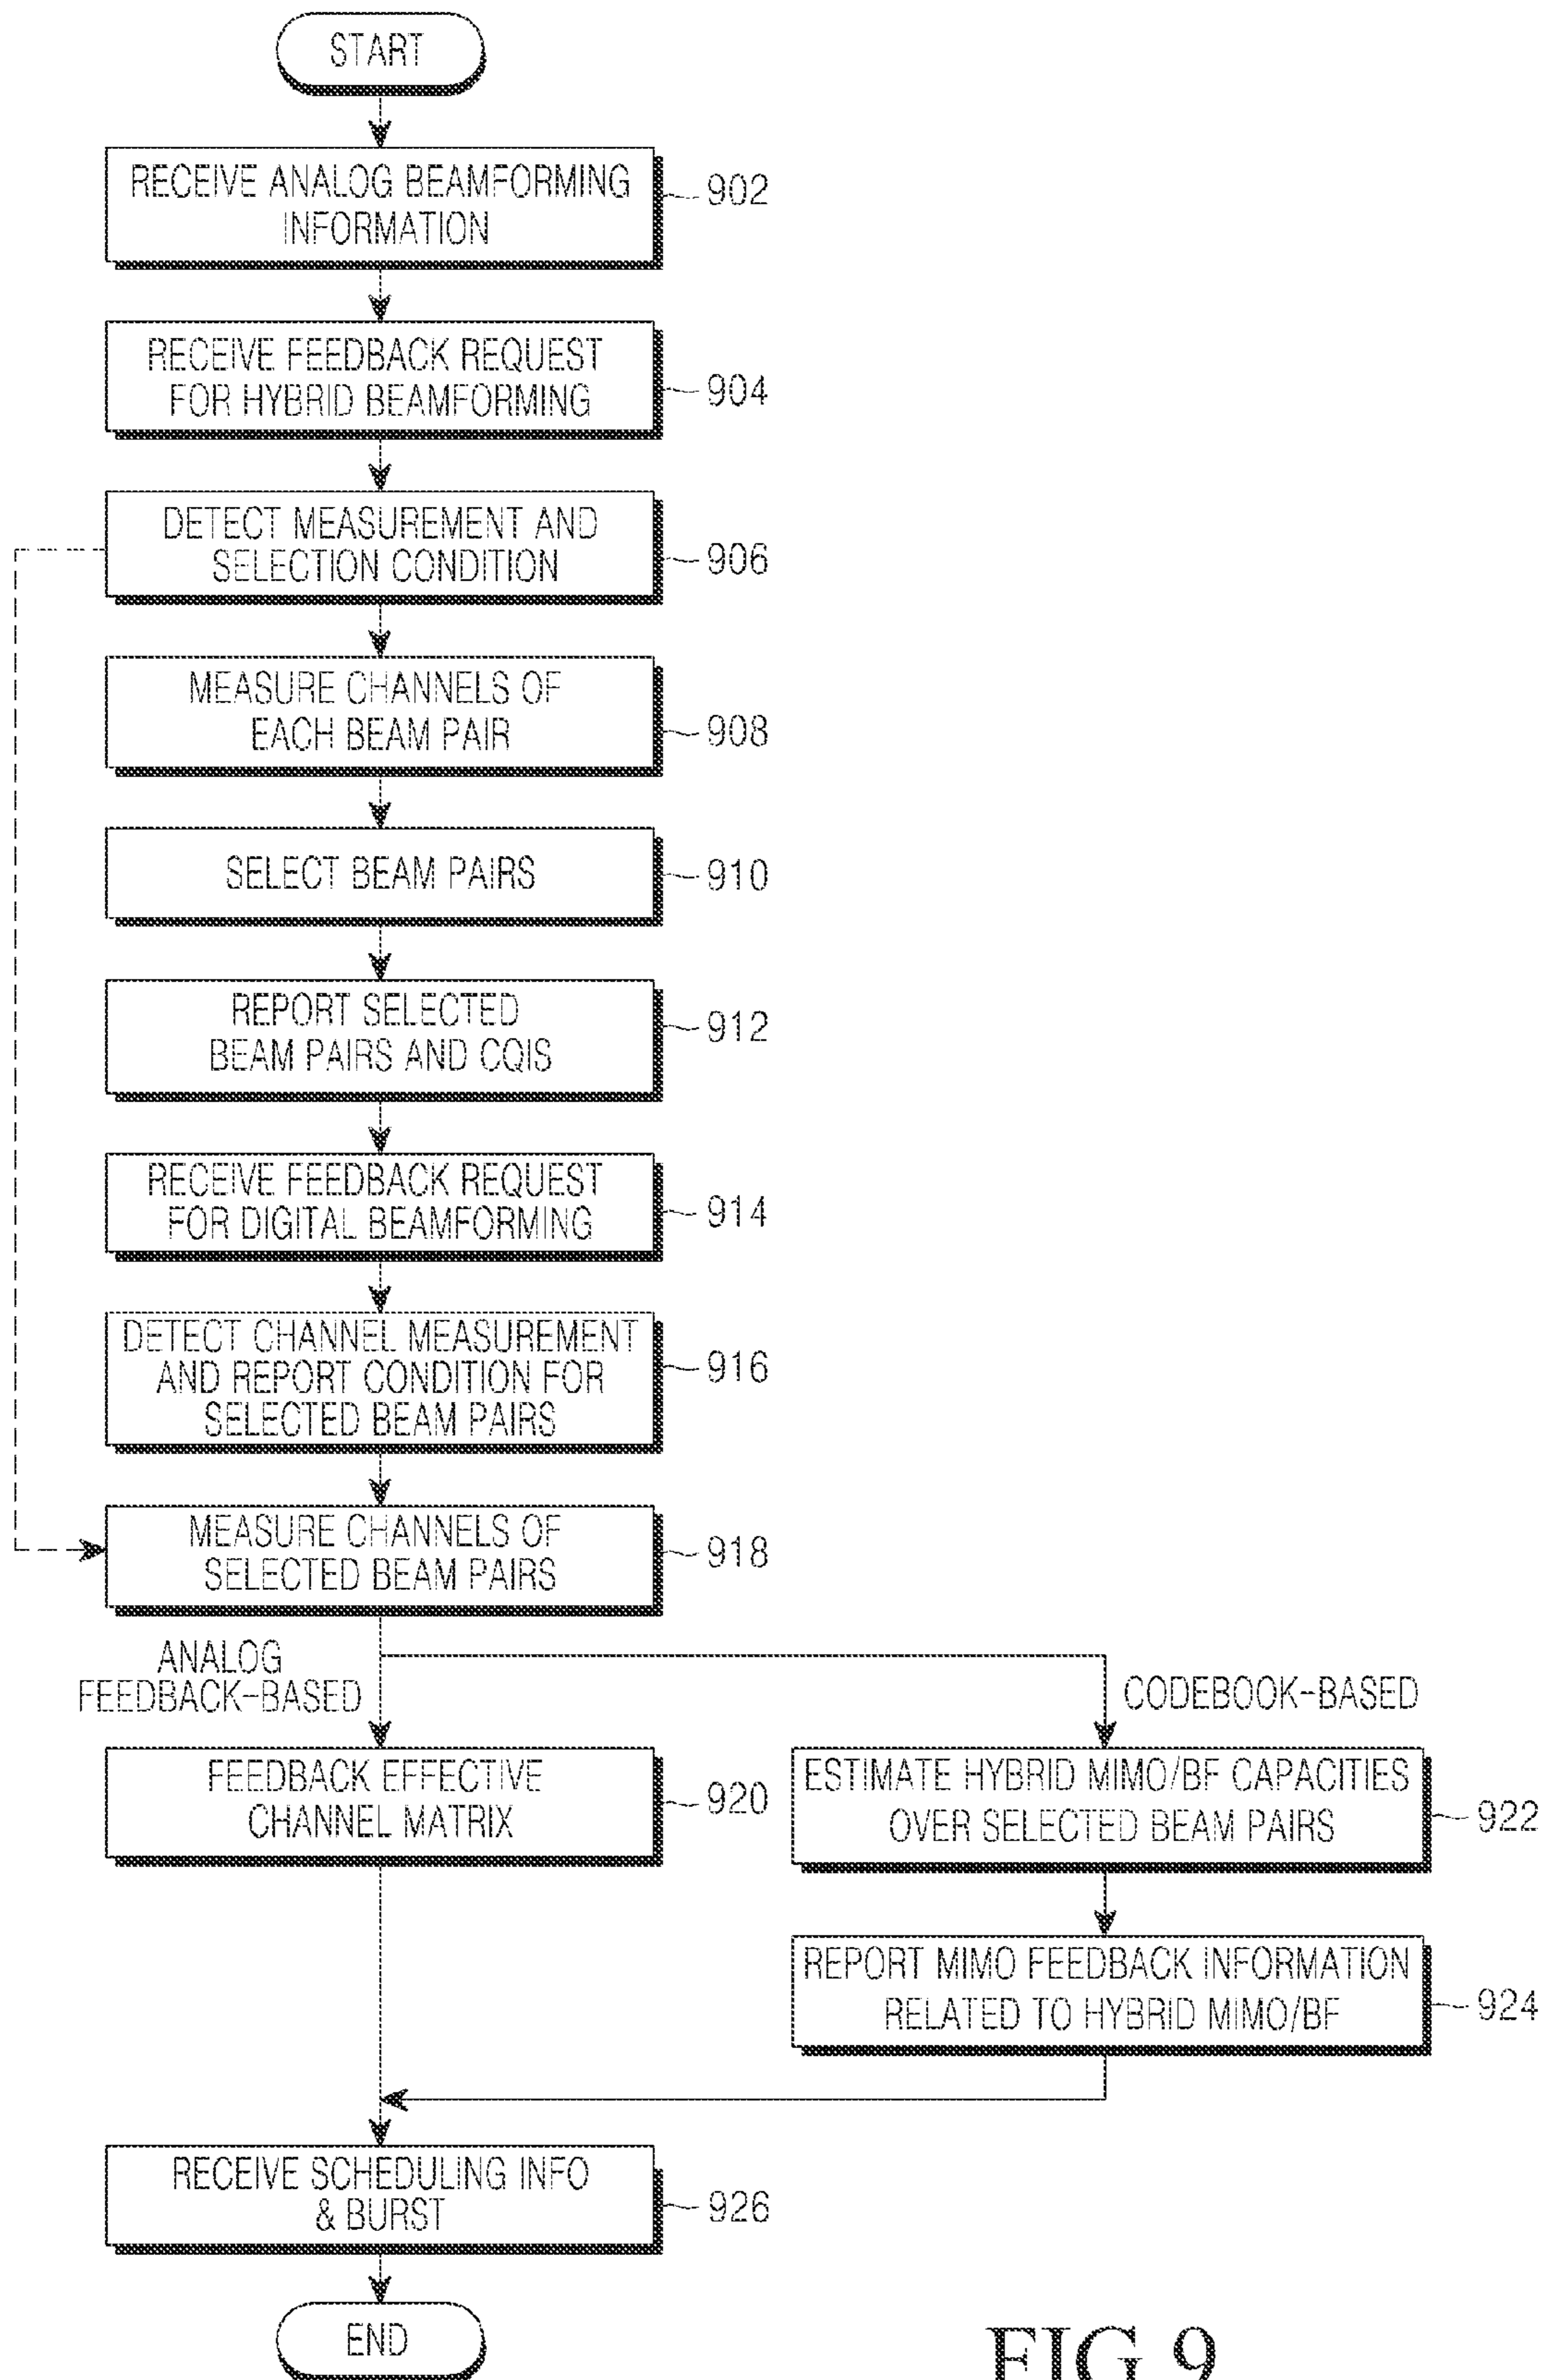 START
RECEIVE ANALOG BEAMFORMING
INFORMATION
902
RECEIVE FEEDBACK REQUEST
FOR HYBRID BEAMFORMING
904
DETECT MEASUREMENT AND
SELECTION CONDITION
906
MEASURE CHANNELS OF
EACH BEAM PAIR
908
SELECT BEAM PAIRS
910
REPORT SELECTED
BEAM PAIRS AND CQIS
912
RECEIVE FEEDBACK REQUEST
FOR DIGITAL BEAMFORMING
914
DETECT CHANNEL MEASUREMENT
AND REPORT CONDITION FOR
SELECTED BEAM PAIRS
916
MEASURE CHANNELS OF
SELECTED BEAM PAIRS
918
ANALOG
FEEDBACK-BASED
CODEBOOK-BASED
FEEDBACK EFFECTIVE
CHANNEL MATRIX
920
ESTIMATE HYBRID MIMO/BF CAPACITIES
OVER SELECTED BEAM PAIRS
922
REPORT MIMO FEEDBACK INFORMATION
RELATED TO HYBRID MIMO/BF
924
RECEIVE SCHEDULING INFO
& BURST
926
END
FIG.9